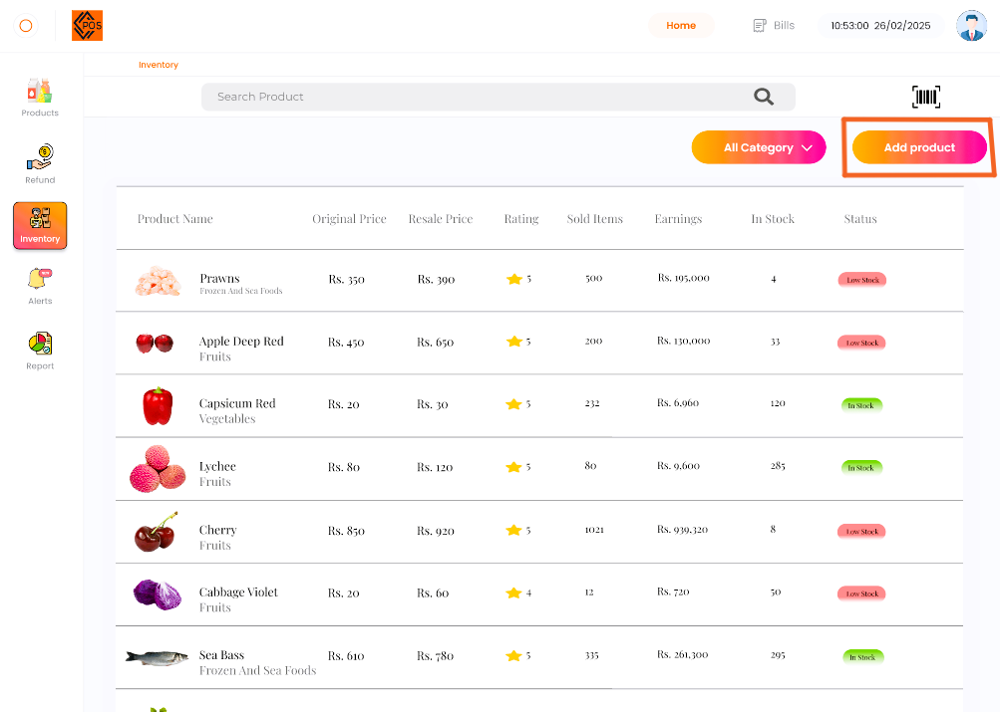 POS
Home
Bills
10:53:00 26/02/2025
Inventory
Search Product
Products
Refund
Inventory
Alerts
Report
All Category
Add product
Product Name Original Price Resale Price Rating Sold Items Earnings In Stock Status
Prawns Rs. 350 Rs. 390 5 500 Rs. 195,000 4 Low Stock
Frozen And Sea Foods
Apple Deep Red Rs. 450 Rs. 650 5 200 Rs. 130,000 33 Low Stock
Fruits
Capsicum Red Rs. 20 Rs. 30 5 232 Rs. 6,960 120 In Stock
Vegetables
Lychee Rs. 80 Rs. 120 5 80 Rs. 9,600 285 In Stock
Fruits
Cherry Rs. 850 Rs. 920 5 1021 Rs. 939,320 8 Low Stock
Fruits
Cabbage Violet Rs. 20 Rs. 60 4 12 Rs. 720 50 Low Stock
Fruits
Sea Bass Rs. 610 Rs. 780 5 335 Rs. 261,300 295 In Stock
Frozen And Sea Foods